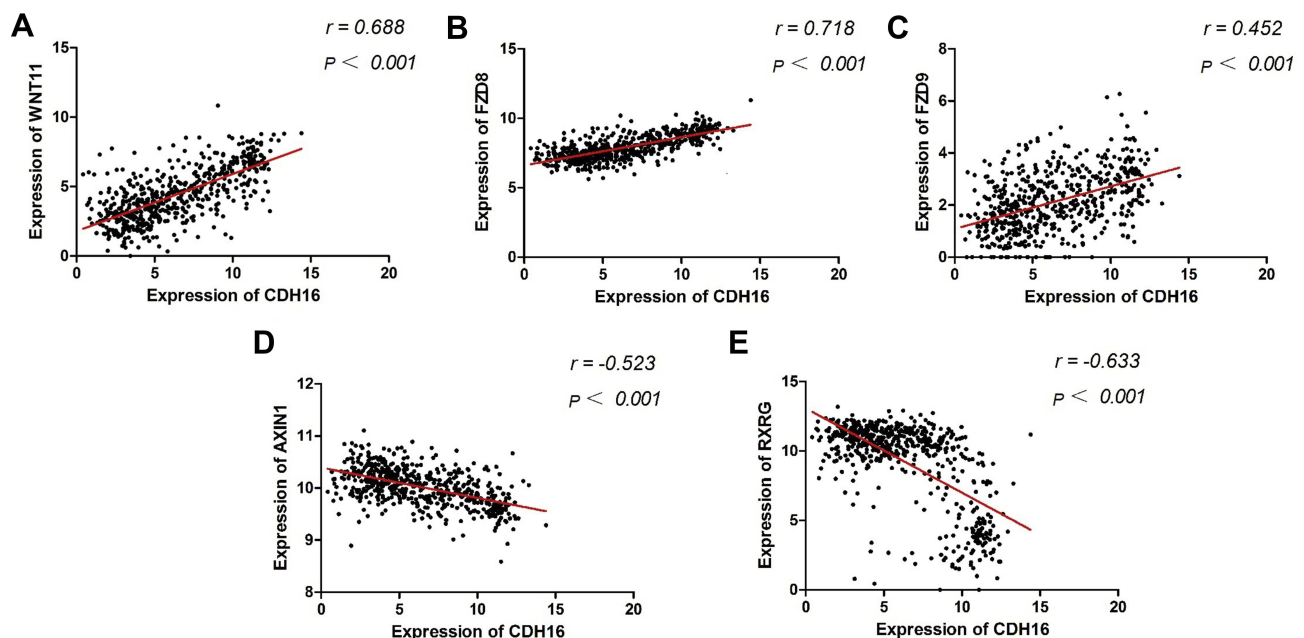 A
r = 0.688
P < 0.001
Expression of WNT11
15
10
5
0
0 5 10 15 20
Expression of CDH16
B
r = 0.718
P < 0.001
Expression of FZD8
15
10
5
0
0 5 10 15 20
Expression of CDH16
C
r = 0.452
P < 0.001
Expression of FZD9
8
6
4
2
0
0 5 10 15 20
Expression of CDH16
D
r = -0.523
P < 0.001
Expression of AXIN1
12
11
10
9
8
0 5 10 15 20
Expression of CDH16
E
r = -0.633
P < 0.001
Expression of RXRG
15
10
5
0
0 5 10 15 20
Expression of CDH16